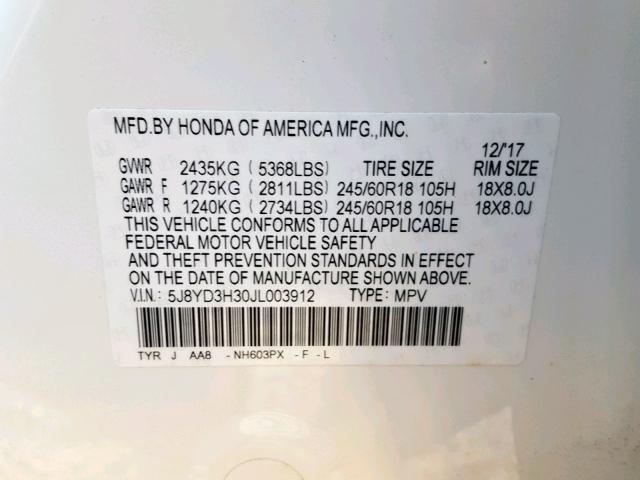 MFD.BY HONDA OF AMERICA MFG.,INC.
12/'17
GVWR 2435KG ( 5368LBS) TIRE SIZE RIM SIZE
GAWR F 1275KG ( 2811LBS) 245/60R18 105H 18X8.0J
GAWR R 1240KG ( 2734LBS) 245/60R18 105H 18X8.0J
THIS VEHICLE CONFORMS TO ALL APPLICABLE
FEDERAL MOTOR VEHICLE SAFETY
AND THEFT PREVENTION STANDARDS IN EFFECT
ON THE DATE OF MANUFACTURE SHOWN ABOVE.
V.I.N.: 5J8YD3H30JL003912 TYPE: MPV
TYR J AA8 - NH603PX - F - L